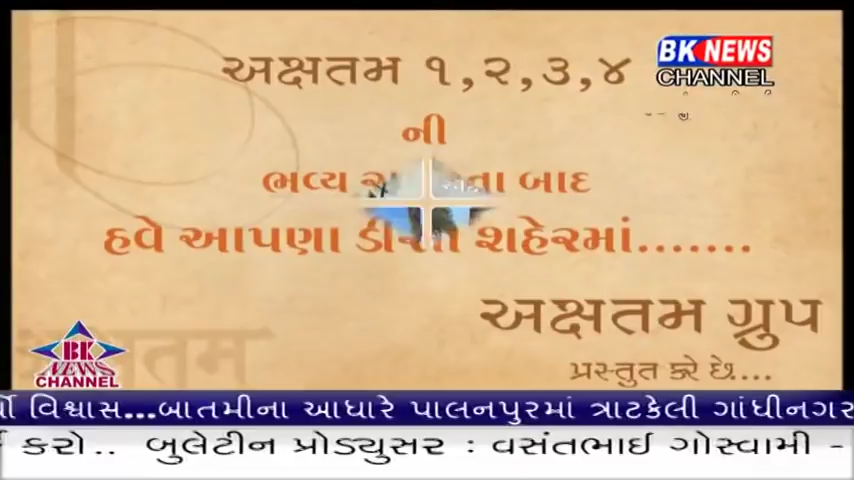 અક્ષતમ ૧,૨,૩,૪
BK NEWS
CHANNEL
ની
ભવ્ય બાદ
હવે આપણા ડીસા શહેરમાં.......
અક્ષતમ ગ્રુપ
પ્રસ્તુત કરે છે....
BK
NEWS
CHANNEL
વિશ્વાસ...બાતમીના આધારે પાલનપુરમાં ત્રાટકેલી ગાંધીનગર
કરો.. બુલેટીન પ્રોડ્યુસર : વસંતભાઈ ગોસ્વામી -